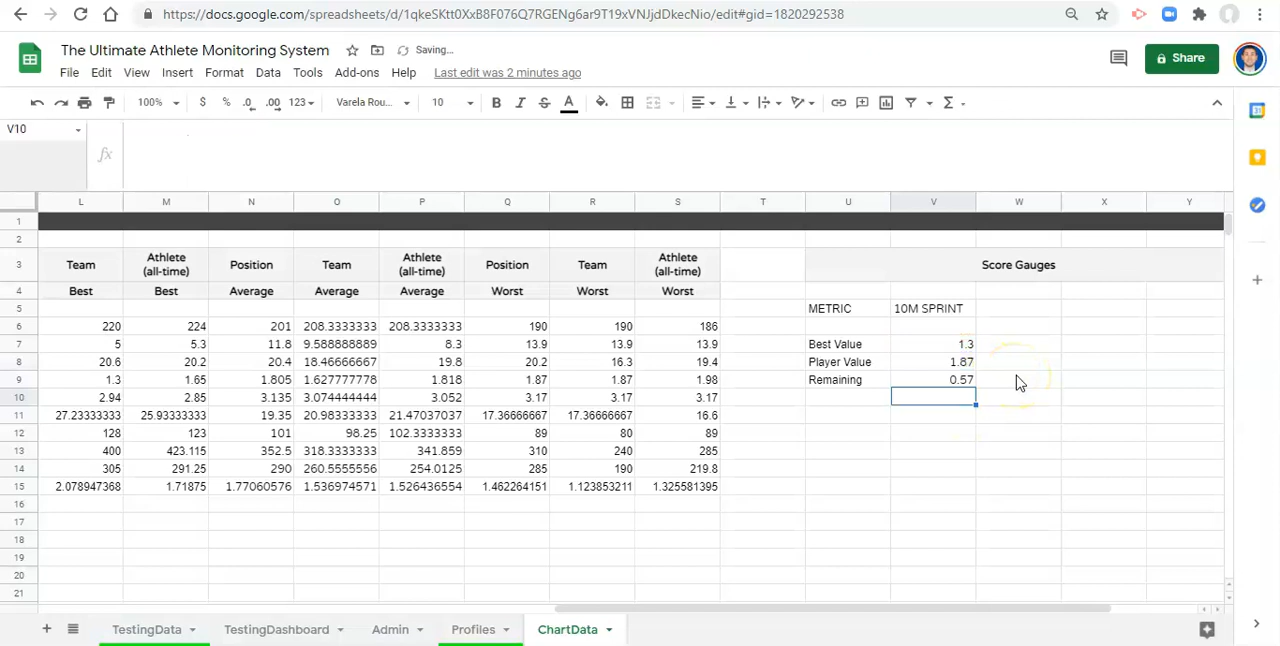 https://docs.google.com/spreadsheets/d/1qkeSKtt0XxB8F076Q7RGENg6ar9T19xVNJjdDkecNio/edit#gid=1820292538
The Ultimate Athlete Monitoring System Saving...
File Edit View Insert Format Data Tools Add-ons Help Last edit was 2 minutes ago
Share
100% $ % .0 .00 123 Varela Rou... 10 B I S A
V10 fx
L M N O P Q R S T U V W X Y
1
2
3 Team Athlete (all-time) Position Team Athlete (all-time) Position Team Athlete (all-time) Score Gauges
4 Best Best Average Average Average Worst Worst Worst
5 METRIC 10M SPRINT
6 220 224 201 208.3333333 208.3333333 190 190 186
7 5 5.3 11.8 9.588888889 8.3 13.9 13.9 13.9 Best Value 1.3
8 20.6 20.2 20.4 18.46666667 19.8 20.2 16.3 19.4 Player Value 1.87
9 1.3 1.65 1.805 1.627777778 1.818 1.87 1.87 1.98 Remaining 0.57
10 2.94 2.85 3.135 3.074444444 3.052 3.17 3.17 3.17
11 27.23333333 25.93333333 19.35 20.98333333 21.47037037 17.36666667 17.36666667 16.6
12 128 123 101 98.25 102.3333333 89 80 89
13 400 423.115 352.5 318.3333333 341.859 310 240 285
14 305 291.25 290 260.5555556 254.0125 285 190 219.8
15 2.078947368 1.71875 1.77060576 1.536974571 1.526436554 1.462264151 1.123853211 1.325581395
16
17
18
19
20
21
TestingData TestingDashboard Admin Profiles ChartData